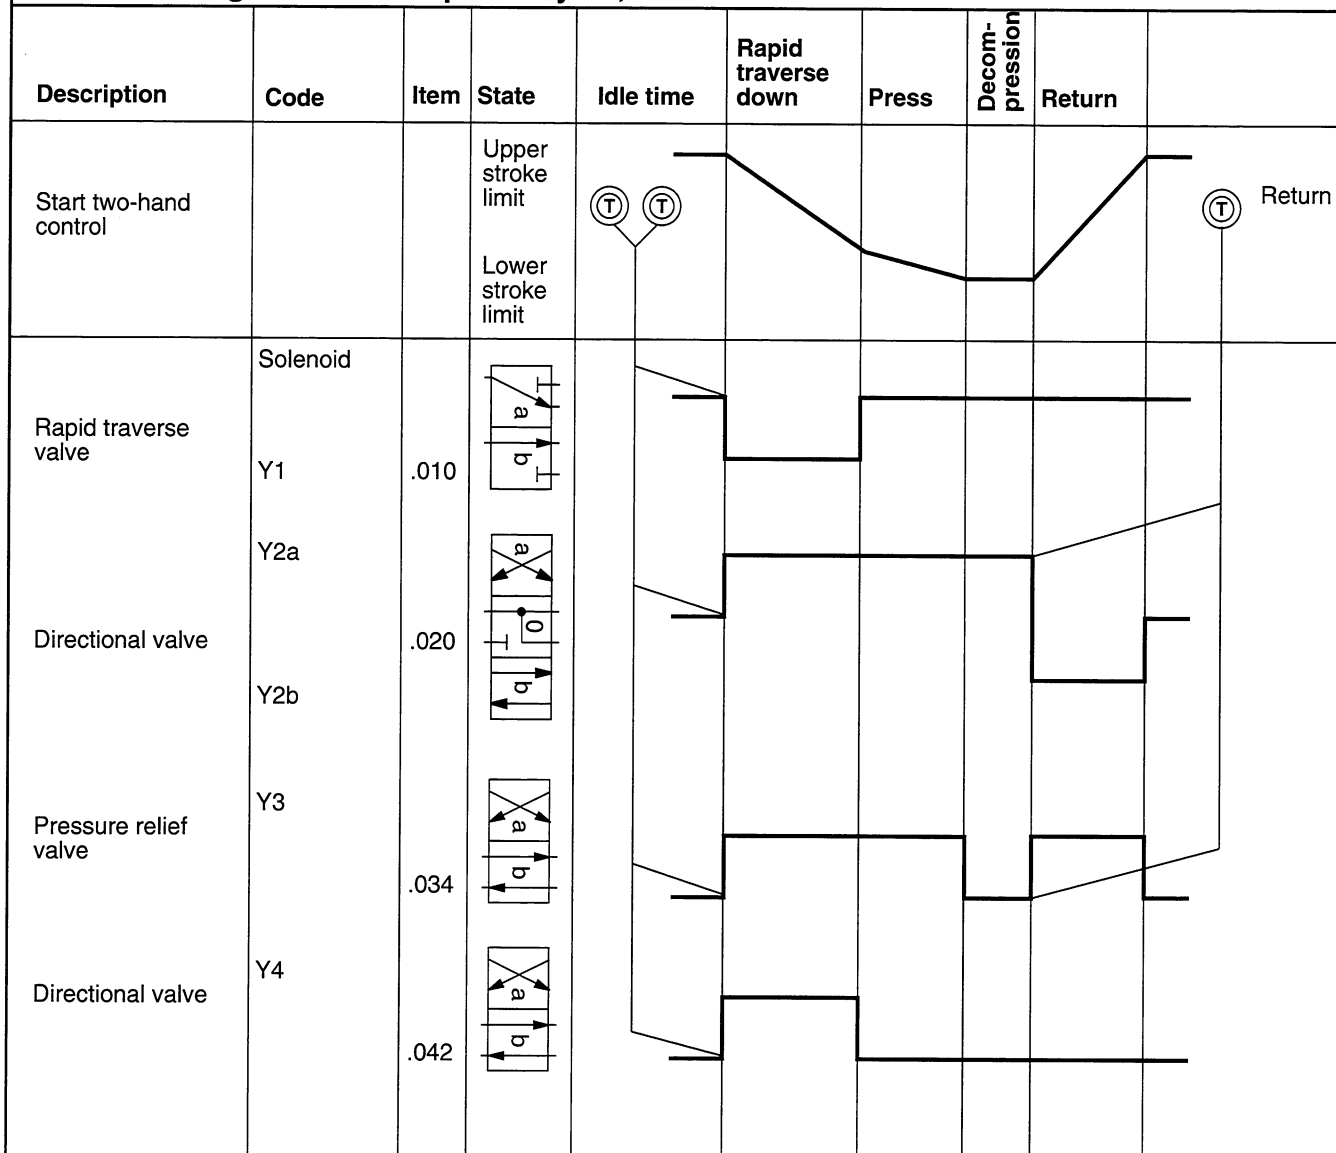 Description
Code
Item
State
Idle time
Rapid
traverse
down
Press
Decom-
pression
Return
Start two-hand
control
Upper
stroke
limit
Lower
stroke
limit
T T
T
Return
Solenoid
Rapid traverse
valve
Y1
.010
a
b
Y2a
Directional valve
.020
Y2b
a
0
b
Y3
Pressure relief
valve
.034
a
b
Y4
Directional valve
.042
a
b